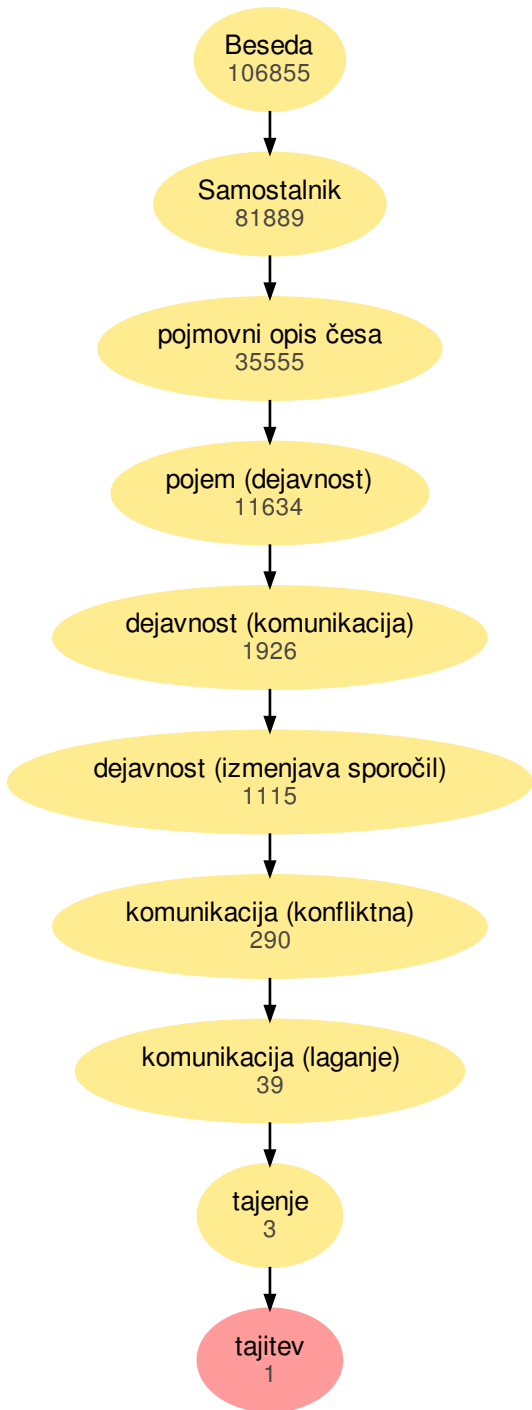 Beseda
106855
Samostalnik
81889
pojmovni opis česa
35555
pojem (dejavnost)
11634
dejavnost (komunikacija)
1926
dejavnost (izmenjava sporočil)
1115
komunikacija (konfliktna)
290
komunikacija (laganje)
39
tajenje
3
tajitev
1